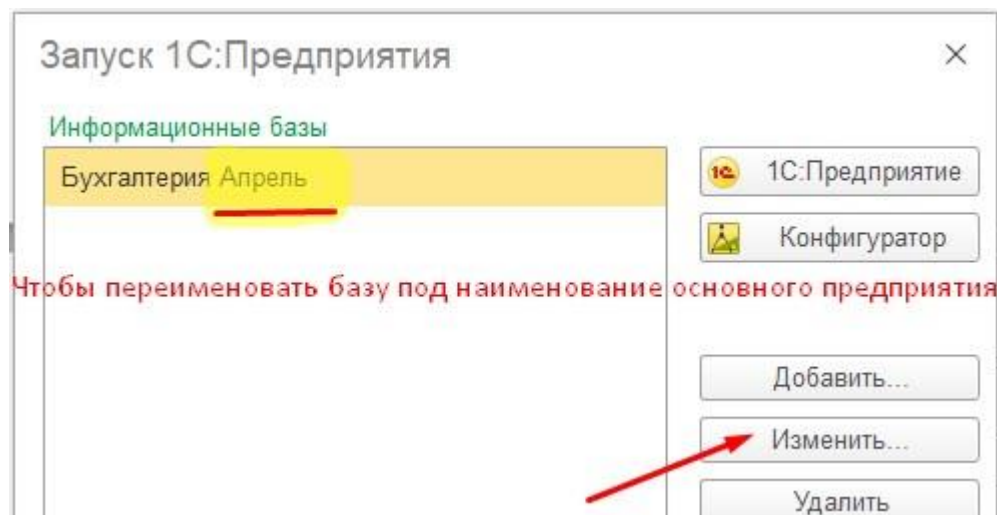 Запуск 1С:Предприятия
Информационные базы
Бухгалтерия Апрель
1С:Предприятие
Конфигуратор
Чтобы переименовать базу под наименование основного предприятия
Добавить...
Изменить...
Удалить